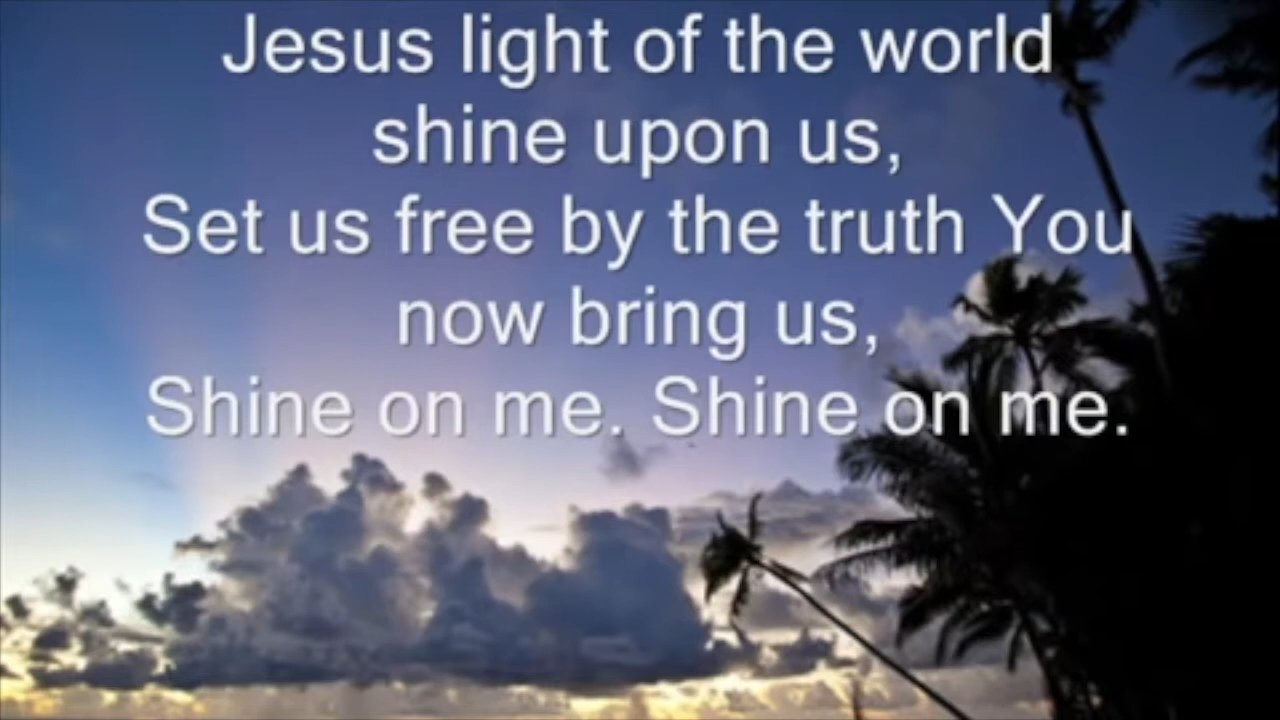 Jesus light of the world
shine upon us,
Set us free by the truth You
now bring us,
Shine on me. Shine on me.